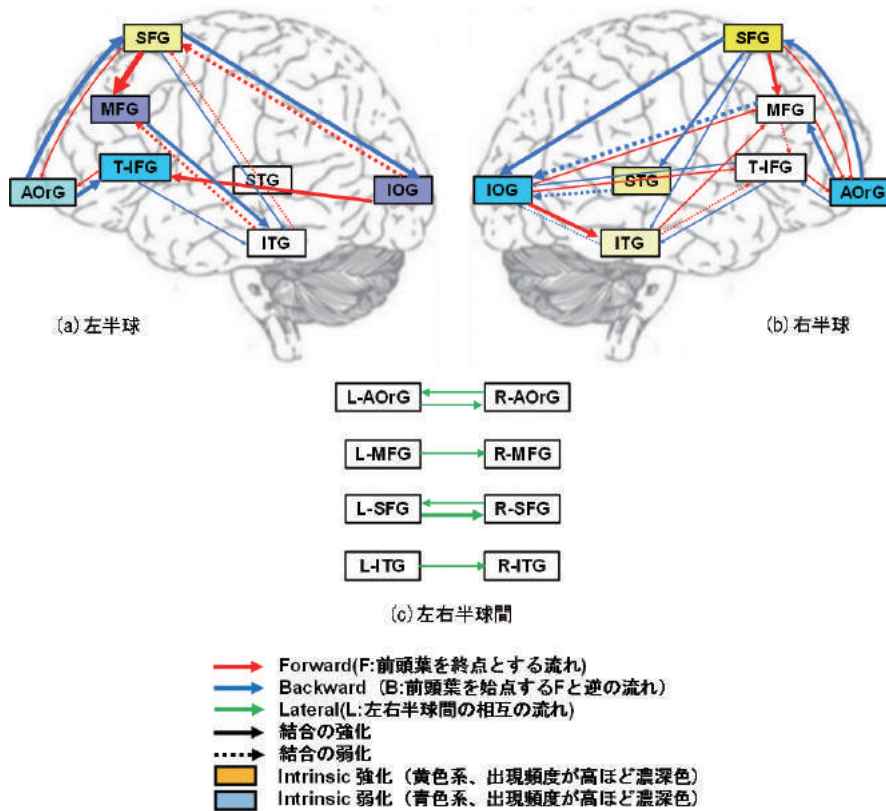 SFG
MFG
T-IFG
STG
AOrG
IOG
ITG
(a)左半球
SFG
MFG
T-IFG
STG
IOG
AOrG
ITG
(b)右半球
L-AOrG R-AOrG
L-MFG R-MFG
L-SFG R-SFG
L-ITG R-ITG
(c)左右半球間
Forward(F:前頭葉を終点とする流れ)
Backward (B:前頭葉を始点するFと逆の流れ)
Lateral(L:左右半球間の相互の流れ)
結合の強化
結合の弱化
Intrinsic 強化 (黄色系、出現頻度が高ほど濃深色)
Intrinsic 弱化 (青色系、出現頻度が高ほど濃深色)